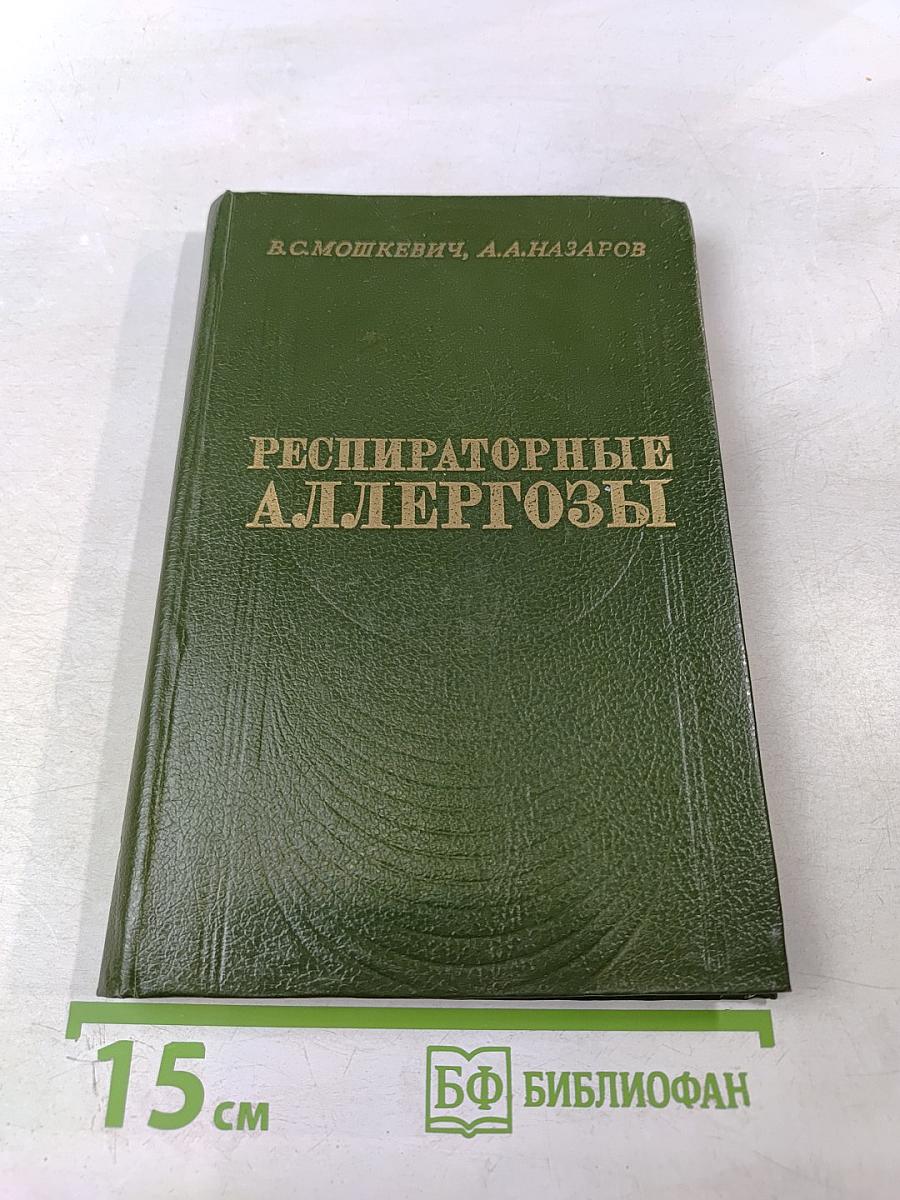 В.С.МОШКЕВИЧ, А.А.НАЗАРОВ
РЕСПИРАТОРНЫЕ
АЛЛЕРГОЗЫ
15 см
БФ БИБЛИОФАН